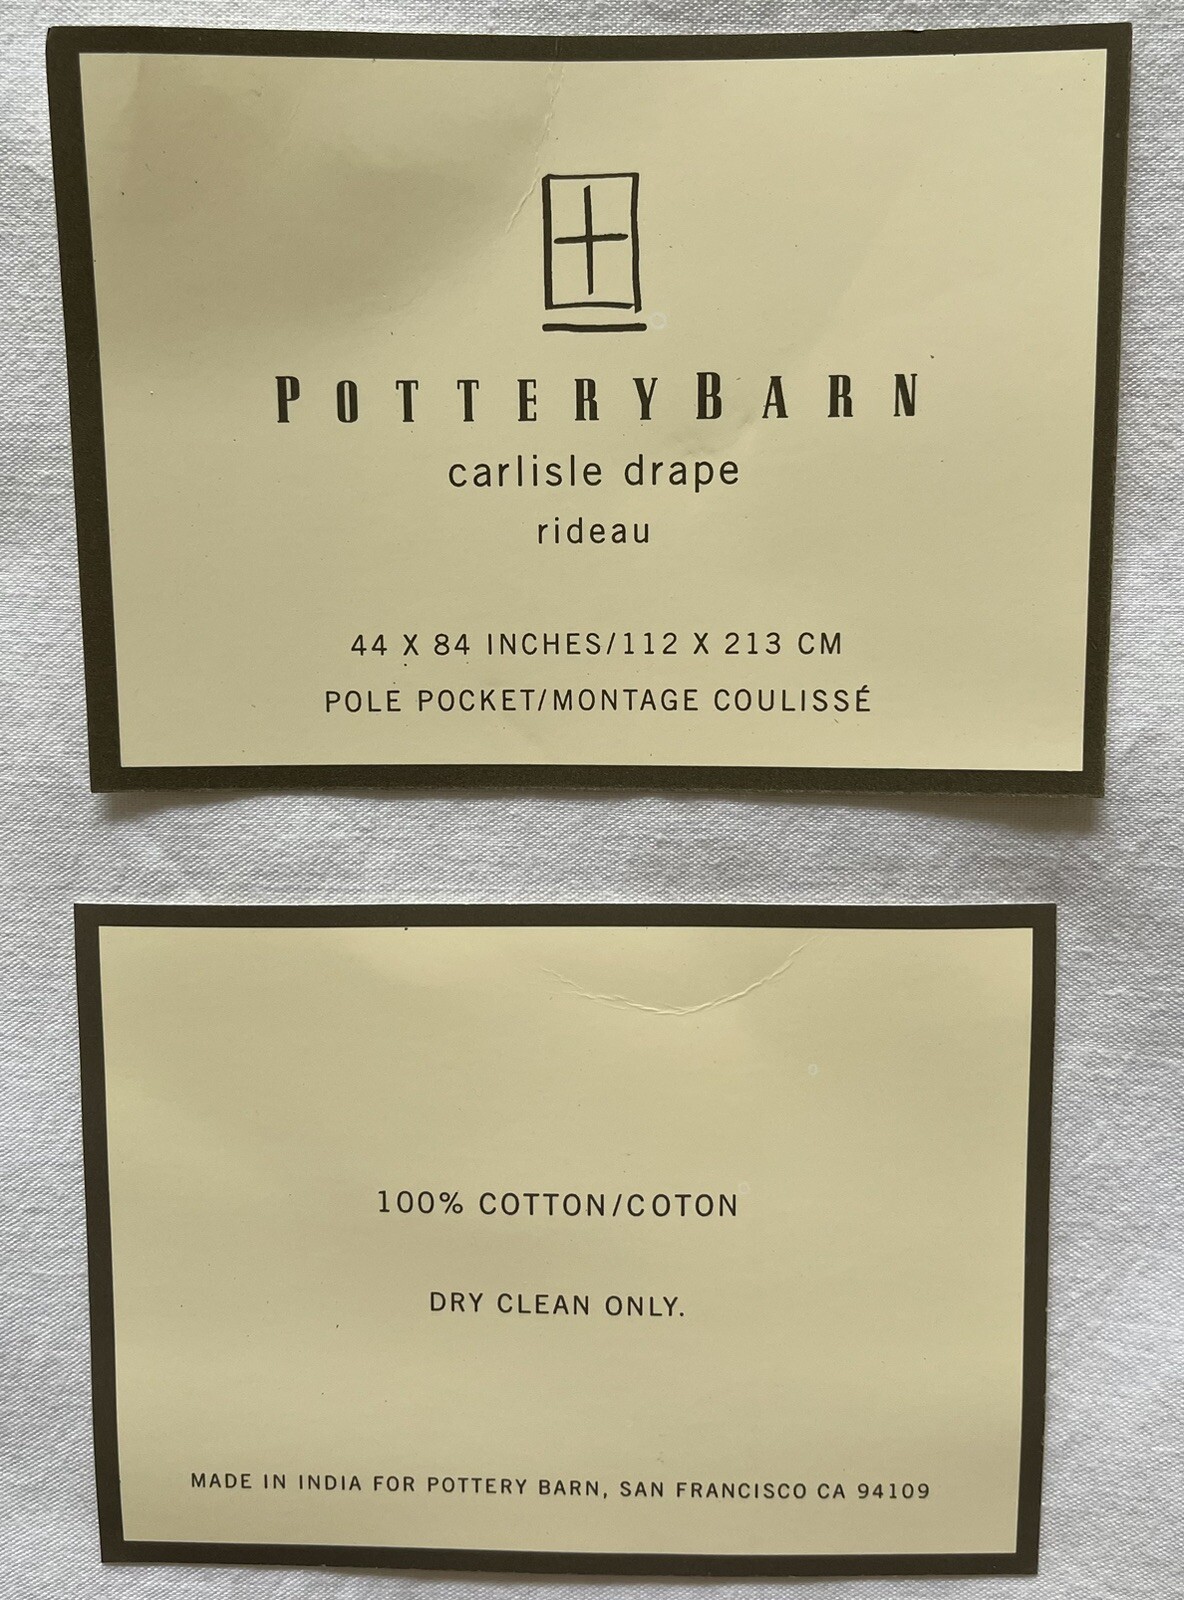 POTTERYBARN
carlisle drape
rideau
44 X 84 INCHES/112 X 213 CM
POLE POCKET/MONTAGE COULISSÉ
100% COTTON/COTON
DRY CLEAN ONLY.
MADE IN INDIA FOR POTTERY BARN, SAN FRANCISCO CA 94109